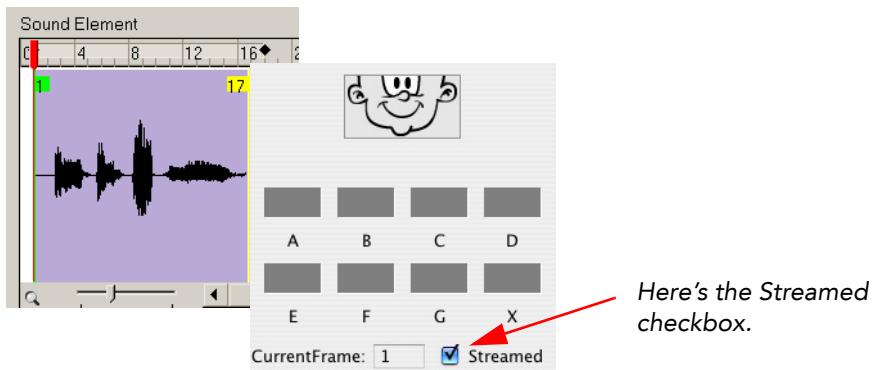 Sound Element
0 4 8 12 16
1 17
A B C D
E F G X
CurrentFrame: 1 Streamed
Here's the Streamed
checkbox.